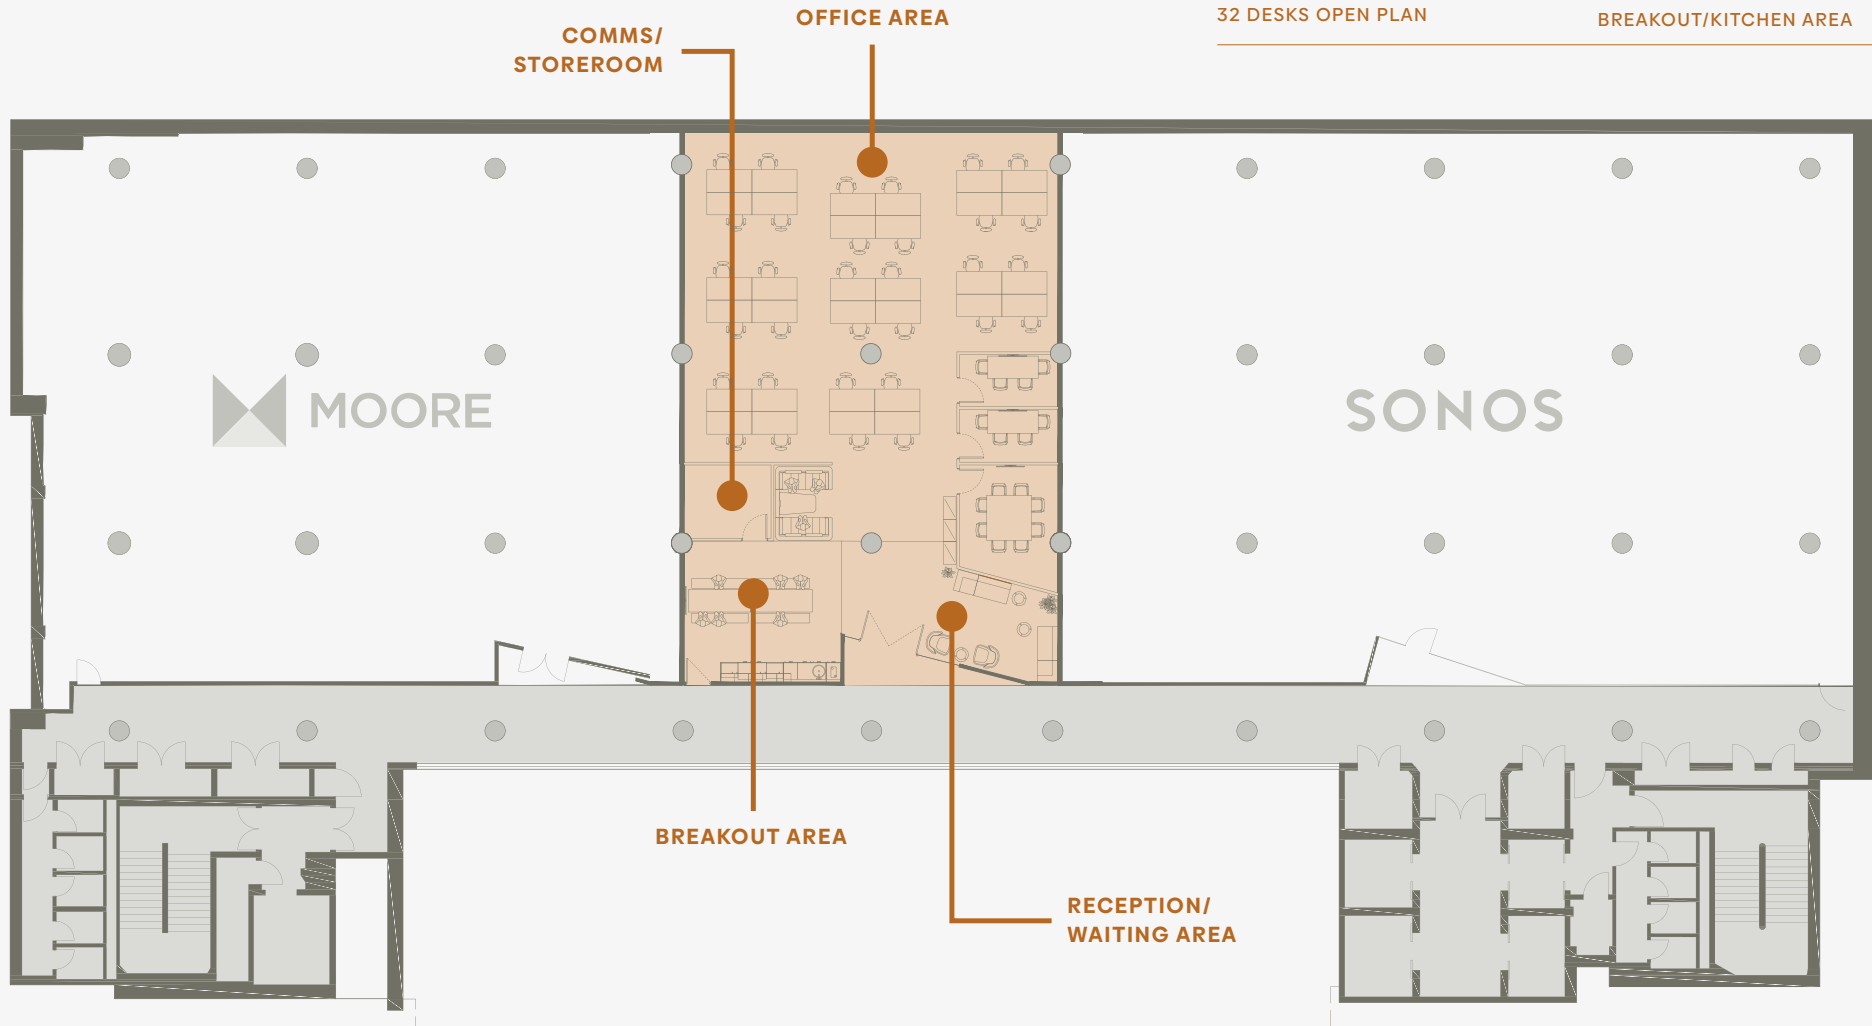 32 DESKS OPEN PLAN
BREAKOUT/KITCHEN AREA
OFFICE AREA
COMMS/
STOREROOM
MOORE
SONOS
BREAKOUT AREA
RECEPTION/
WAITING AREA